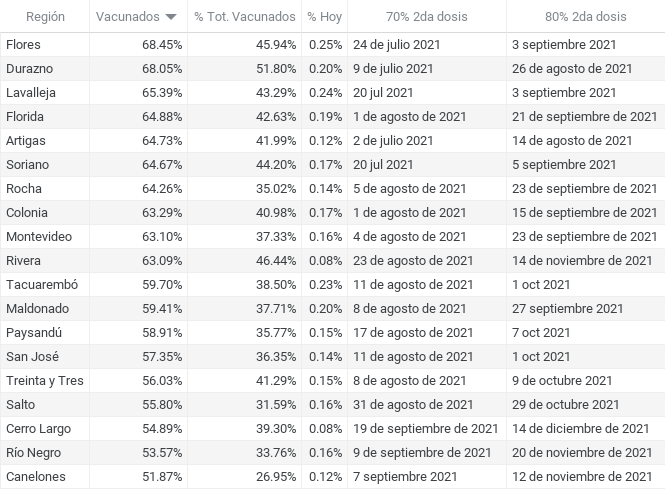 Región Vacunados % Tot. Vacunados % Hoy 70% 2da dosis 80% 2da dosis
Flores 68.45% 45.94% 0.25% 24 de julio 2021 3 septiembre 2021
Durazno 68.05% 51.80% 0.20% 9 de julio 2021 26 de agosto de 2021
Lavalleja 65.39% 43.29% 0.24% 20 jul 2021 3 septiembre 2021
Florida 64.88% 42.63% 0.19% 1 de agosto de 2021 21 de septiembre de 2021
Artigas 64.73% 41.99% 0.12% 2 de julio 2021 14 de agosto de 2021
Soriano 64.67% 44.20% 0.17% 20 jul 2021 5 septiembre 2021
Rocha 64.26% 35.02% 0.14% 5 de agosto de 2021 23 de septiembre de 2021
Colonia 63.29% 40.98% 0.17% 1 de agosto de 2021 15 de septiembre de 2021
Montevideo 63.10% 37.33% 0.16% 4 de agosto de 2021 23 de septiembre de 2021
Rivera 63.09% 46.44% 0.08% 23 de agosto de 2021 14 de noviembre de 2021
Tacuarembó 59.70% 38.50% 0.23% 11 de agosto de 2021 1 oct 2021
Maldonado 59.41% 37.71% 0.20% 8 de agosto de 2021 27 septiembre 2021
Paysandú 58.91% 35.77% 0.15% 17 de agosto de 2021 7 oct 2021
San José 57.35% 36.35% 0.14% 11 de agosto de 2021 1 oct 2021
Treinta y Tres 56.03% 41.29% 0.15% 8 de agosto de 2021 9 de octubre 2021
Salto 55.80% 31.59% 0.16% 31 de agosto de 2021 29 de octubre 2021
Cerro Largo 54.89% 39.30% 0.08% 19 de septiembre de 2021 14 de diciembre de 2021
Río Negro 53.57% 33.76% 0.16% 9 de septiembre de 2021 20 de noviembre de 2021
Canelones 51.87% 26.95% 0.12% 7 septiembre 2021 12 de noviembre de 2021